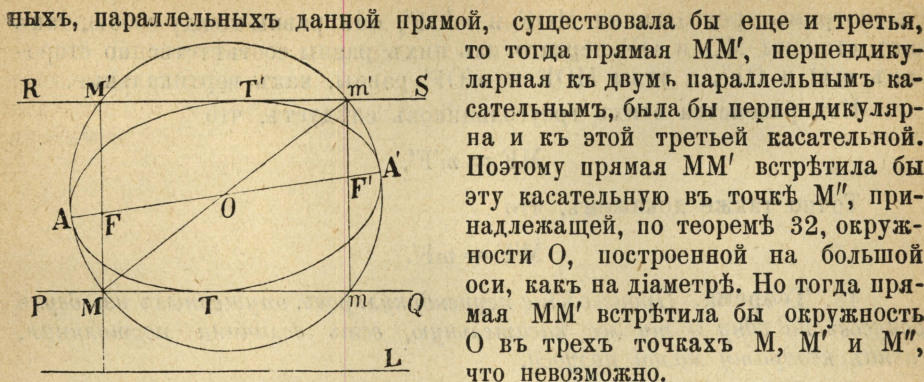 ныхъ, параллельныхъ данной прямой, существовала бы еще и третья,
то тогда прямая MM′, перпендику-
лярная къ двумъ параллельнымъ ка-
сательнымъ, была бы перпендикуляр-
на и къ этой третьей касательной.
Поэтому прямая MM′ встрѣтила бы
эту касательную въ точкѣ M″, при-
надлежащей, по теоремѣ 32, окруж-
ности O, построенной на большой
оси, какъ на діаметрѣ. Но тогда пря-
мая MM′ встрѣтила бы окружность
O въ трехъ точкахъ M, M′ и M″,
что невозможно.
R M′ T″ m′ S
A′
F′
O
A F
P M T m Q
L